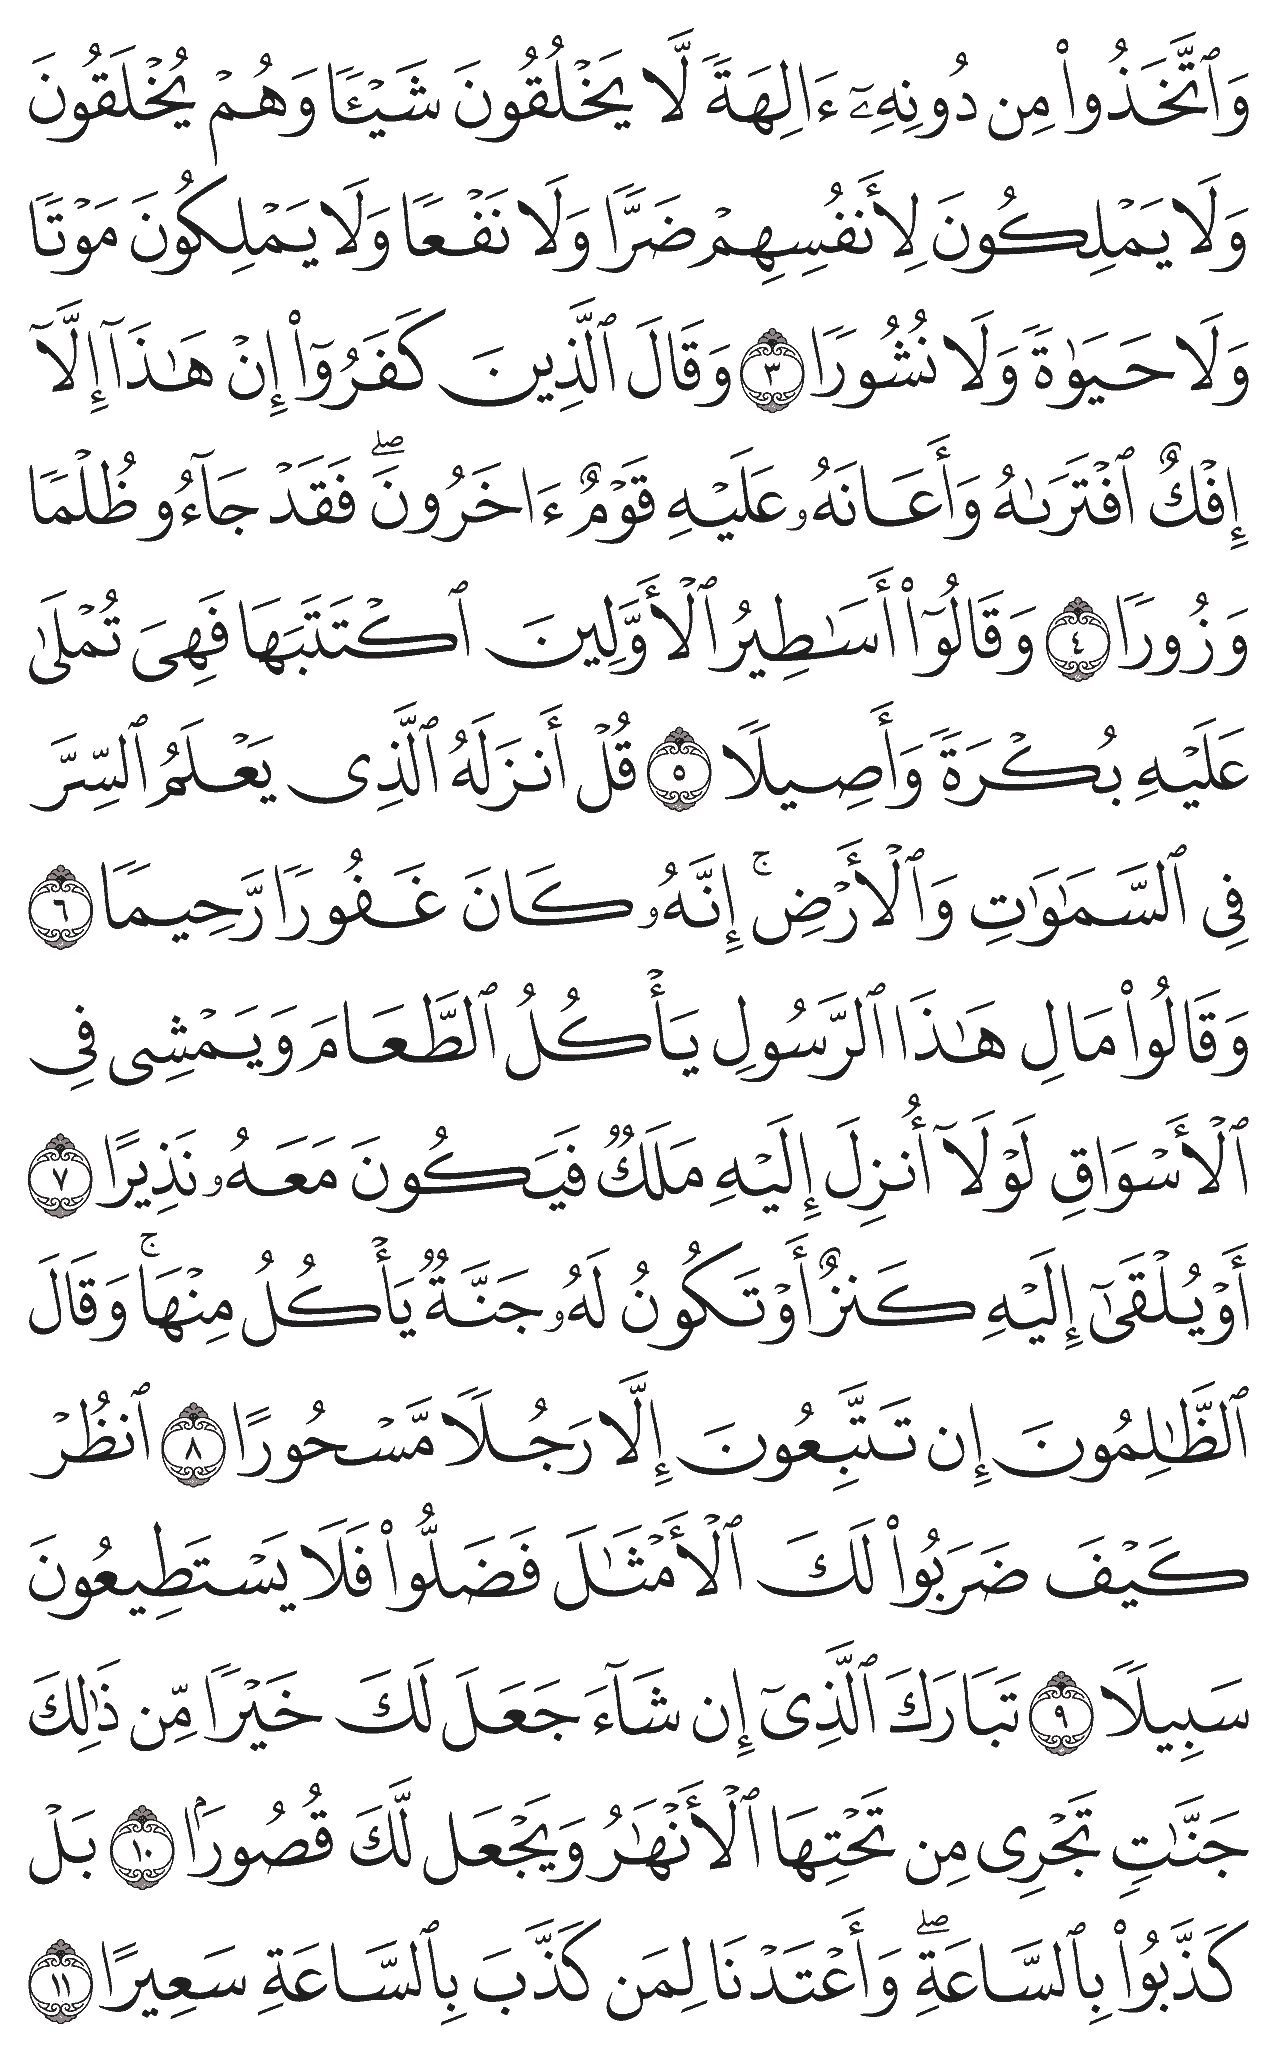 وَٱتَّخَذُوا۟ مِن دُونِهِۦٓ ءَالِهَةً لَّا يَخْلُقُونَ شَيْـًٔا وَهُمْ يُخْلَقُونَ
وَلَا يَمْلِكُونَ لِأَنفُسِهِمْ ضَرًّا وَلَا نَفْعًا وَلَا يَمْلِكُونَ مَوْتًا
وَلَا حَيَوٰةً وَلَا نُشُورًا ٣ وَقَالَ ٱلَّذِينَ كَفَرُوٓا۟ إِنْ هَـٰذَآ إِلَّآ
إِفْكٌ ٱفْتَرَىٰهُ وَأَعَانَهُۥ عَلَيْهِ قَوْمٌ ءَاخَرُونَ ۖ فَقَدْ جَآءُو ظُلْمًا
وَزُورًا ٤ وَقَالُوٓا۟ أَسَـٰطِيرُ ٱلْأَوَّلِينَ ٱكْتَتَبَهَا فَهِىَ تُمْلَىٰ
عَلَيْهِ بُكْرَةً وَأَصِيلًا ٥ قُلْ أَنزَلَهُ ٱلَّذِى يَعْلَمُ ٱلسِّرَّ
فِى ٱلسَّمَـٰوَٰتِ وَٱلْأَرْضِ ۚ إِنَّهُۥ كَانَ غَفُورًا رَّحِيمًا ٦
وَقَالُوا۟ مَالِ هَـٰذَا ٱلرَّسُولِ يَأْكُلُ ٱلطَّعَامَ وَيَمْشِى فِى
ٱلْأَسْوَاقِ لَوْلَآ أُنزِلَ إِلَيْهِ مَلَكٌ فَيَكُونَ مَعَهُۥ نَذِيرًا ٧
أَوْ يُلْقَىٰٓ إِلَيْهِ كَنزٌ أَوْ تَكُونُ لَهُۥ جَنَّةٌ يَأْكُلُ مِنْهَا ۚ وَقَالَ
ٱلظَّـٰلِمُونَ إِن تَتَّبِعُونَ إِلَّا رَجُلًا مَّسْحُورًا ٨ ٱنظُرْ
كَيْفَ ضَرَبُوا۟ لَكَ ٱلْأَمْثَـٰلَ فَضَلُّوا۟ فَلَا يَسْتَطِيعُونَ
سَبِيلًا ٩ تَبَارَكَ ٱلَّذِىٓ إِن شَآءَ جَعَلَ لَكَ خَيْرًا مِّن ذَٰلِكَ
جَنَّـٰتٍ تَجْرِى مِن تَحْتِهَا ٱلْأَنْهَـٰرُ وَيَجْعَل لَّكَ قُصُورًۢا ١٠ بَلْ
كَذَّبُوا۟ بِٱلسَّاعَةِ ۖ وَأَعْتَدْنَا لِمَن كَذَّبَ بِٱلسَّاعَةِ سَعِيرًا ١١